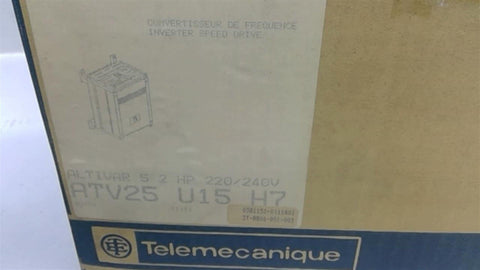 CONVERTISSEUR DE FREQUENCE
INVERTER SPEED DRIVE
ALTIVAR 5 2 HP 220/240V
ATV25 U15 H7
Telemecanique